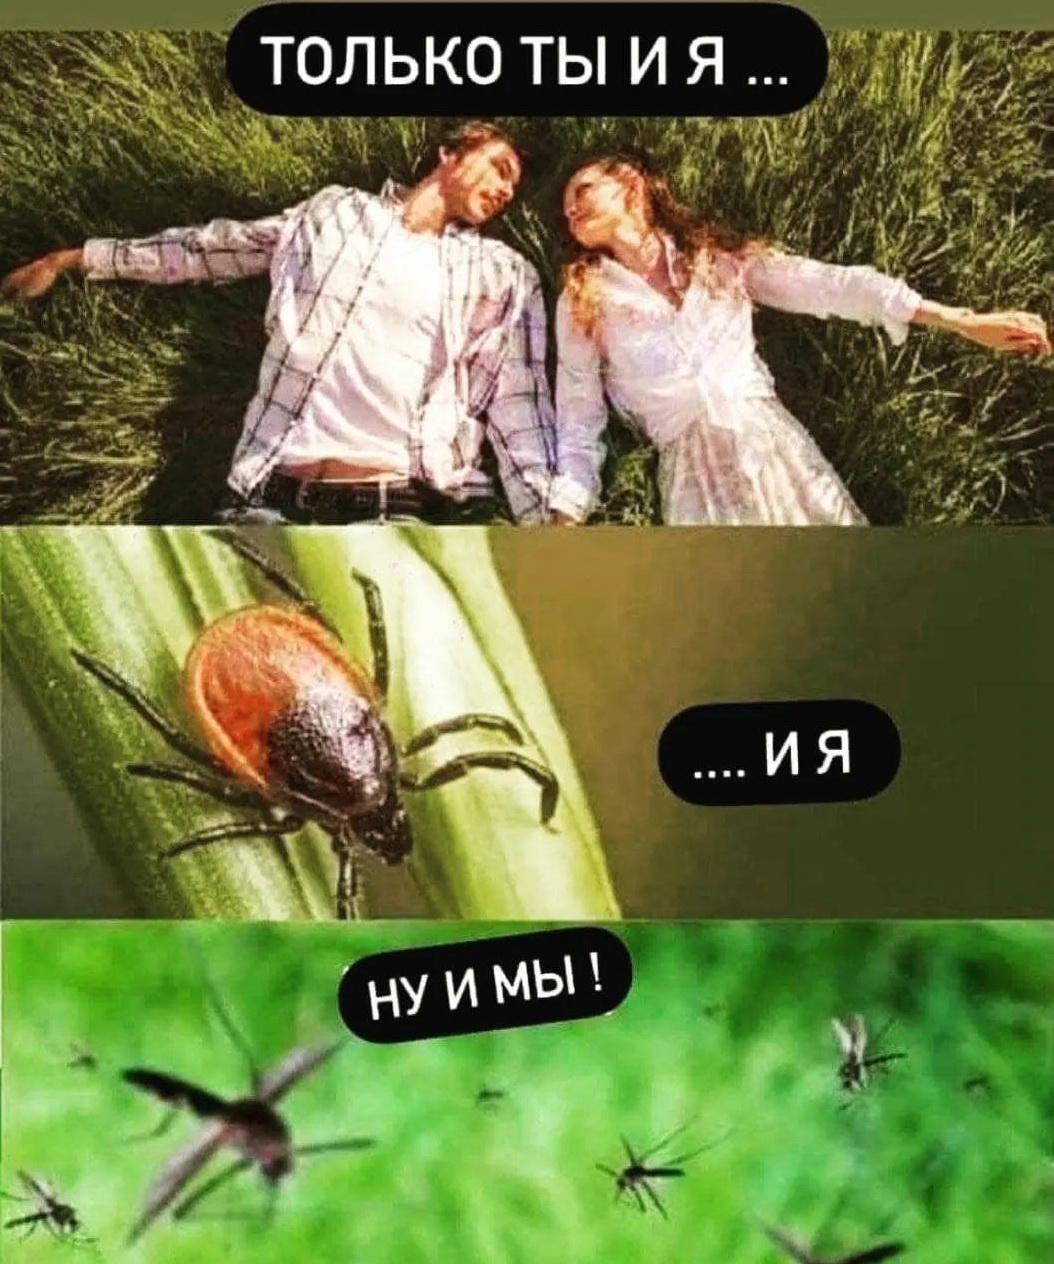 ТОЛЬКО ТЫ И Я ...
.... И Я
НУ И МЫ !